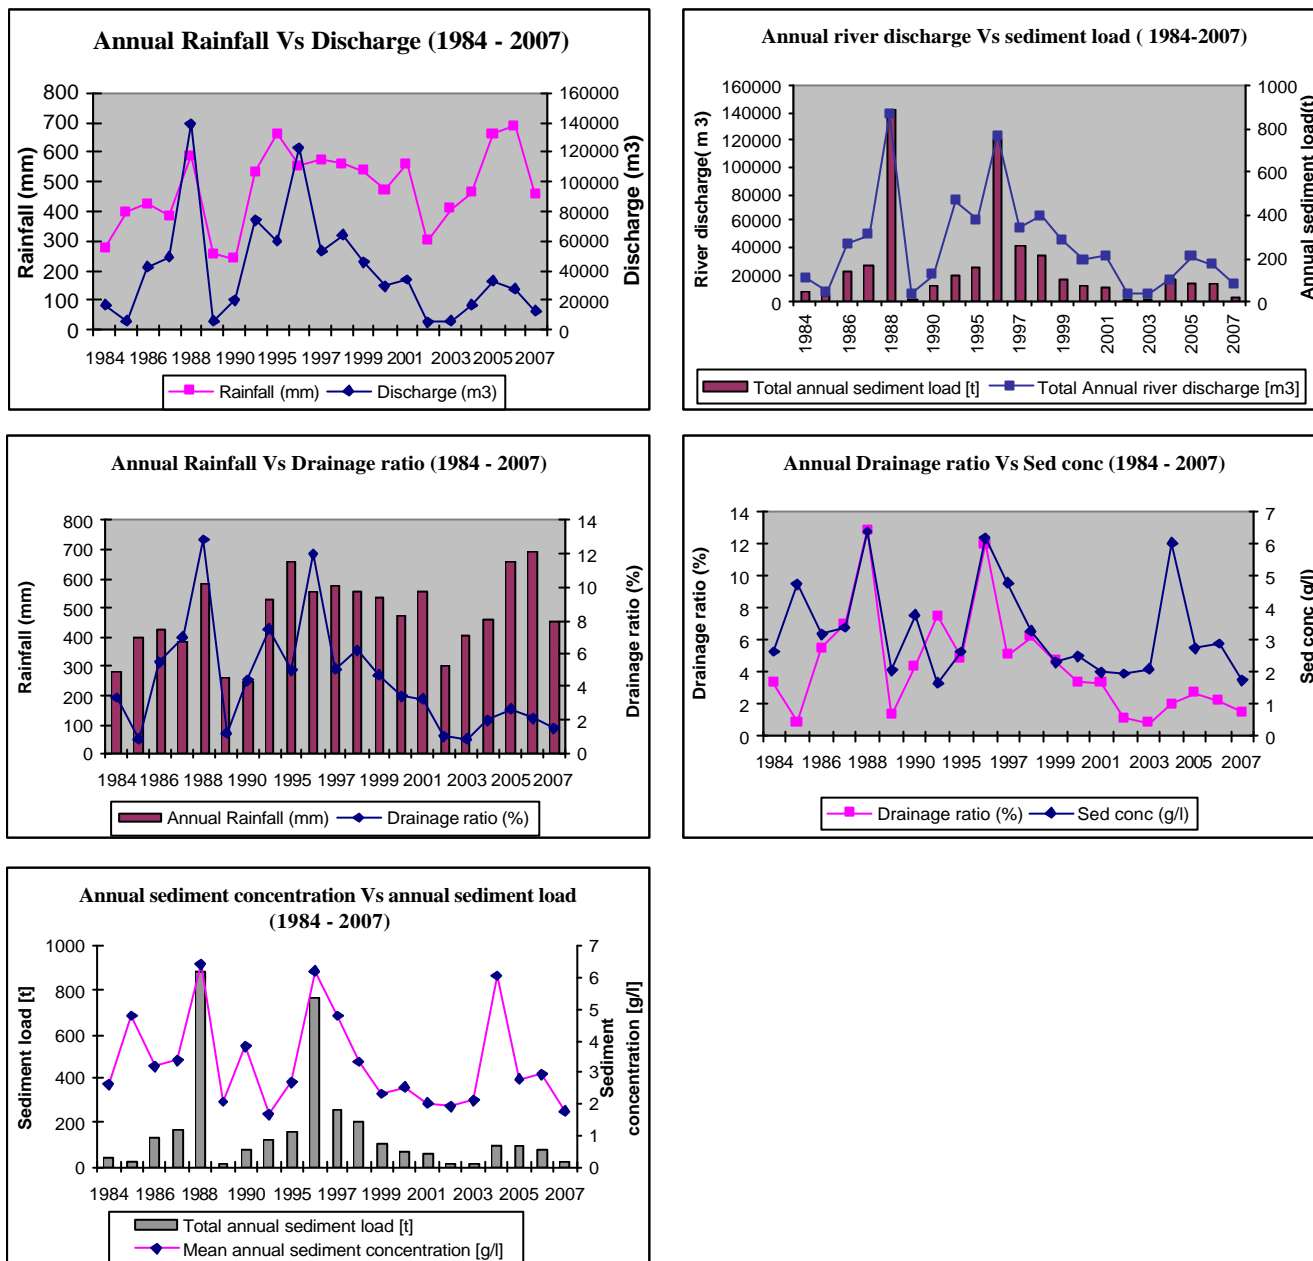 Annual Rainfall Vs Discharge (1984 - 2007)
Rainfall (mm)
800
700
600
500
400
300
200
100
0
160000
140000
120000
100000
80000
60000
40000
20000
0
Discharge (m3)
1984 1986 1988 1990 1995 1997 1999 2001 2003 2005 2007
Rainfall (mm) Discharge (m3)
Annual river discharge Vs sediment load ( 1984-2007)
River discharge( m 3)
160000
140000
120000
100000
80000
60000
40000
20000
0
1000
800
600
400
200
0
Annual sediment load(t)
1984 1986 1988 1990 1995 1997 1999 2001 2003 2005 2007
Total annual sediment load [t] Total Annual river discharge [m3]
Annual Rainfall Vs Drainage ratio (1984 - 2007)
Rainfall (mm)
800
700
600
500
400
300
200
100
0
14
12
10
8
6
4
2
0
Drainage ratio (%)
1984 1986 1988 1990 1995 1997 1999 2001 2003 2005 2007
Annual Rainfall (mm) Drainage ratio (%)
Annual Drainage ratio Vs Sed conc (1984 - 2007)
Drainage ratio (%)
14
12
10
8
6
4
2
0
7
6
5
4
3
2
1
0
Sed conc (g/l)
1984 1986 1988 1990 1995 1997 1999 2001 2003 2005 2007
Drainage ratio (%) Sed conc (g/l)
Annual sediment concentration Vs annual sediment load
(1984 - 2007)
Sediment load [t]
1000
800
600
400
200
0
7
6
5
4
3
2
1
0
Sediment
concentration [g/l]
1984 1986 1988 1990 1995 1997 1999 2001 2003 2005 2007
Total annual sediment load [t]
Mean annual sediment concentration [g/l]